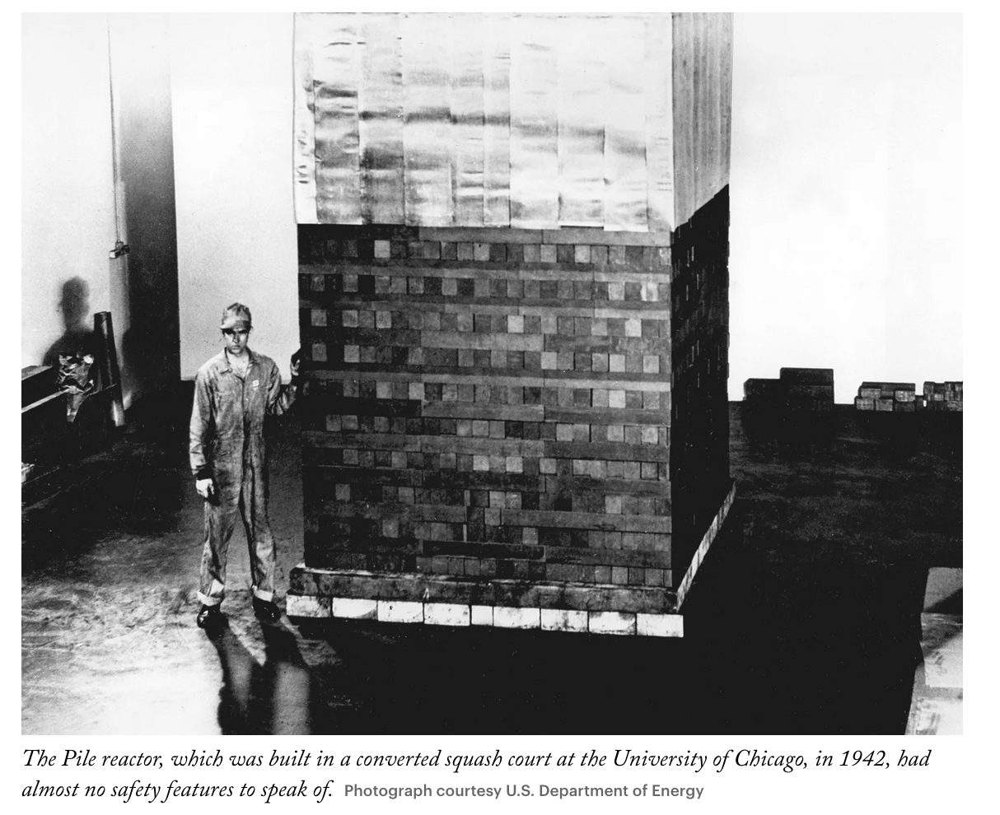 The Pile reactor, which was built in a converted squash court at the University of Chicago, in 1942, had
almost no safety features to speak of. Photograph courtesy U.S. Department of Energy